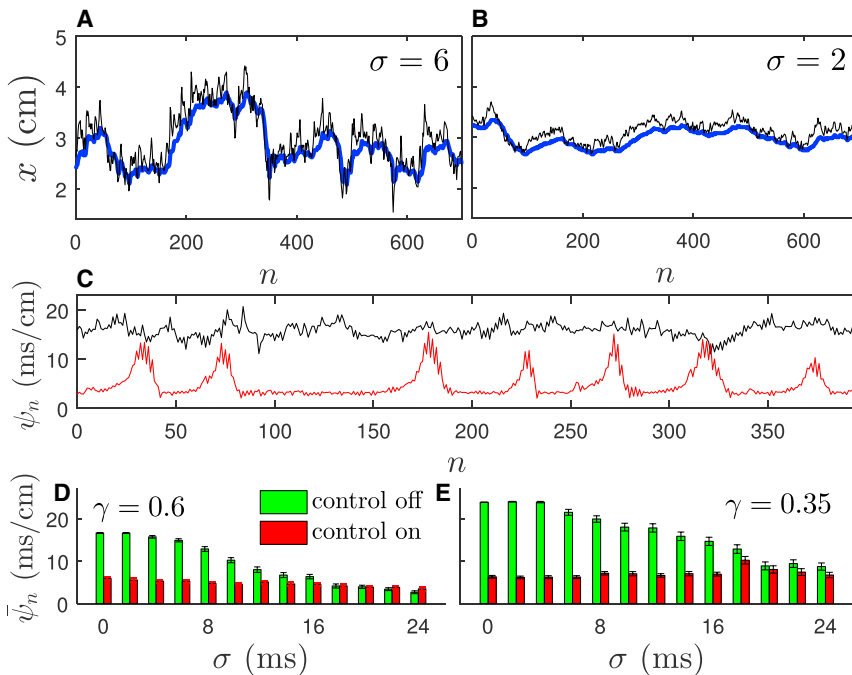 A
B
5
4
3
2
x (cm)
σ = 6
σ = 2
0 200 400 600
0 200 400 600
n
n
C
20
10
0
ψn (ms/cm)
0 50 100 150 200 250 300 350
n
D
γ = 0.6
control off
control on
E
γ = 0.35
20
10
0
ψ̄n (ms/cm)
0 8 16 24
0 8 16 24
σ (ms)
σ (ms)